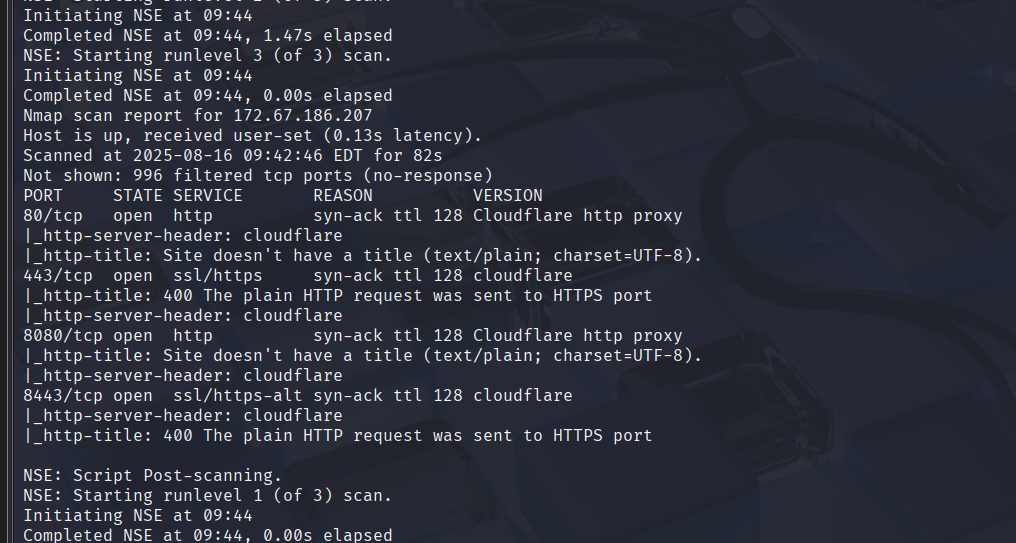 NSE: Starting runlevel 2 (of 3) scan.
Initiating NSE at 09:44
Completed NSE at 09:44, 1.47s elapsed
NSE: Starting runlevel 3 (of 3) scan.
Initiating NSE at 09:44
Completed NSE at 09:44, 0.00s elapsed
Nmap scan report for 172.67.186.207
Host is up, received user-set (0.13s latency).
Scanned at 2025-08-16 09:42:46 EDT for 82s
Not shown: 996 filtered tcp ports (no-response)
PORT     STATE SERVICE       REASON          VERSION
80/tcp   open  http          syn-ack ttl 128 Cloudflare http proxy
|_http-server-header: cloudflare
|_http-title: Site doesn't have a title (text/plain; charset=UTF-8).
443/tcp  open  ssl/https     syn-ack ttl 128 cloudflare
|_http-title: 400 The plain HTTP request was sent to HTTPS port
|_http-server-header: cloudflare
8080/tcp open  http          syn-ack ttl 128 Cloudflare http proxy
|_http-title: Site doesn't have a title (text/plain; charset=UTF-8).
|_http-server-header: cloudflare
8443/tcp open  ssl/https-alt syn-ack ttl 128 cloudflare
|_http-server-header: cloudflare
|_http-title: 400 The plain HTTP request was sent to HTTPS port
NSE: Script Post-scanning.
NSE: Starting runlevel 1 (of 3) scan.
Initiating NSE at 09:44
Completed NSE at 09:44, 0.00s elapsed